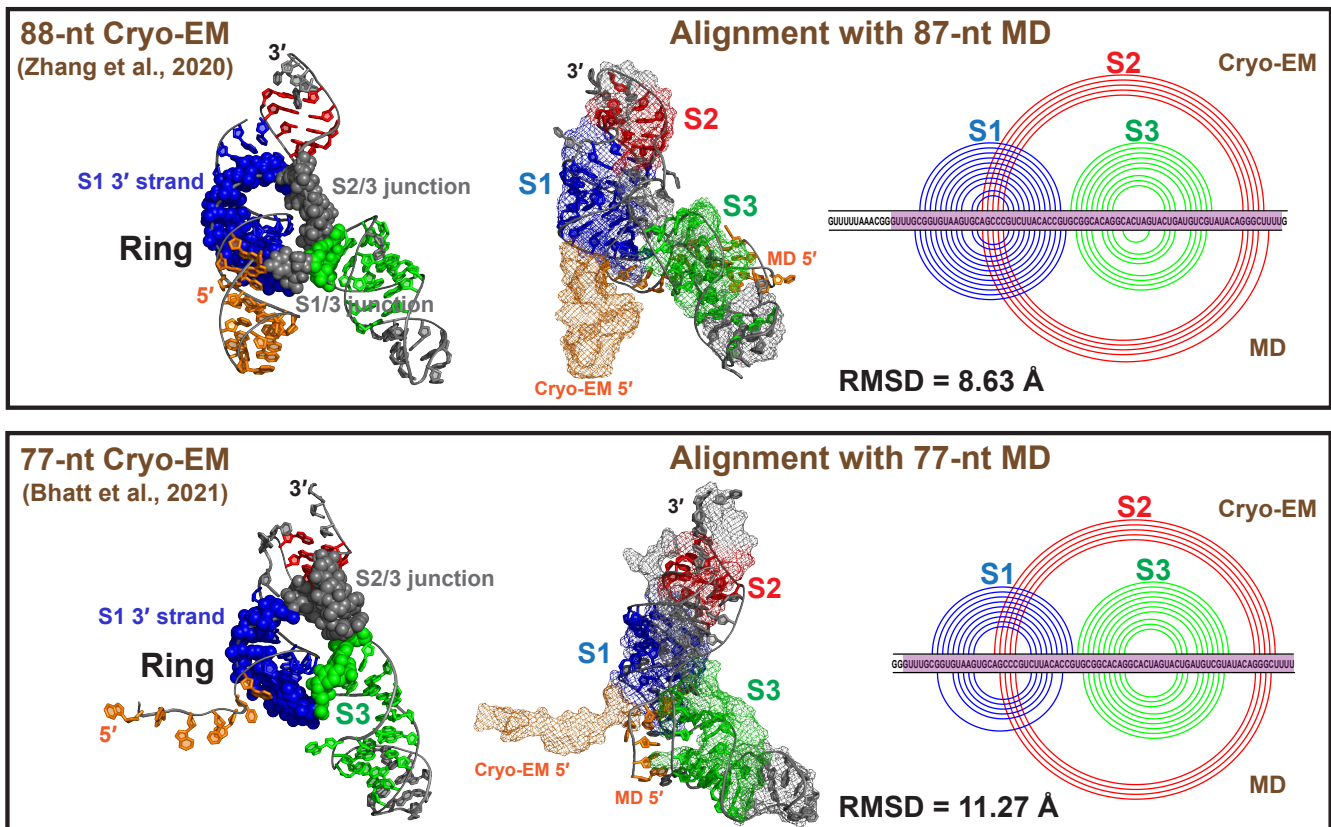 88-nt Cryo-EM
(Zhang et al., 2020)
3′
S1 3′ strand
S2/3 junction
Ring
5′
S1/3 junction
Alignment with 87-nt MD
3′
S2
S1
S3
MD 5′
Cryo-EM 5′
S2
Cryo-EM
S1
S3
GUUUUUAAACGGGUUUGCGGUGUAAGUGCAGCCCGUCUUACACCGUGCGGCACAGGCACUAGUACUGAUGUCGUAUACAGGGCUUUUG
MD
RMSD = 8.63 Å
77-nt Cryo-EM
(Bhatt et al., 2021)
3′
S2/3 junction
S1 3′ strand
Ring
5′
S3
Alignment with 77-nt MD
3′
S2
S1
S3
Cryo-EM 5′
MD 5′
S2
Cryo-EM
S1
S3
GGGUUUGCGGUGUAAGUGCAGCCCGUCUUACACCGUGCGGCACAGGCACUAGUACUGAUGUCGUAUACAGGGCUUUU
MD
RMSD = 11.27 Å